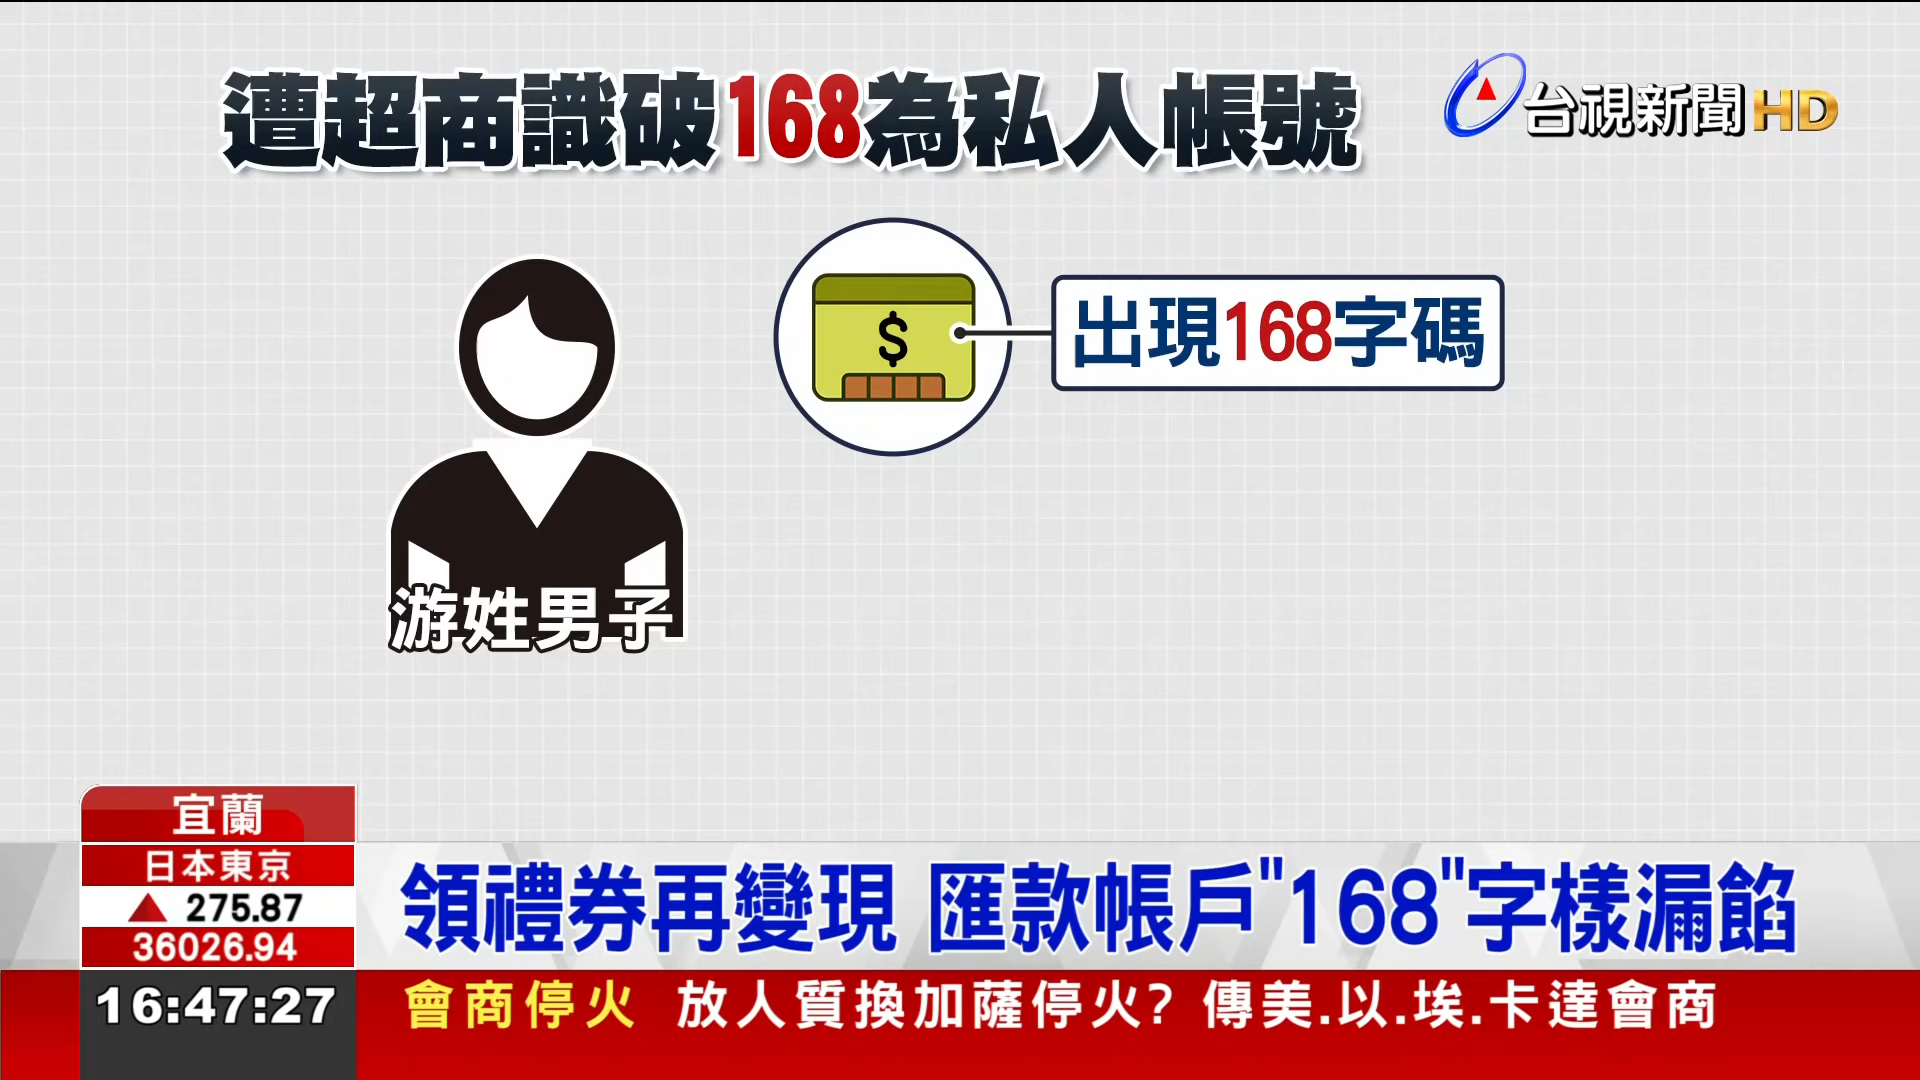 遭超商識破168為私人帳號
台視新聞HD
$
出現168字碼
游姓男子
宜蘭
日本東京
▲ 275.87
36026.94
領禮券再變現 匯款帳戶"168"字樣漏餡
16:47:27
會商停火 放人質換加薩停火? 傳美.以.埃.卡達會商